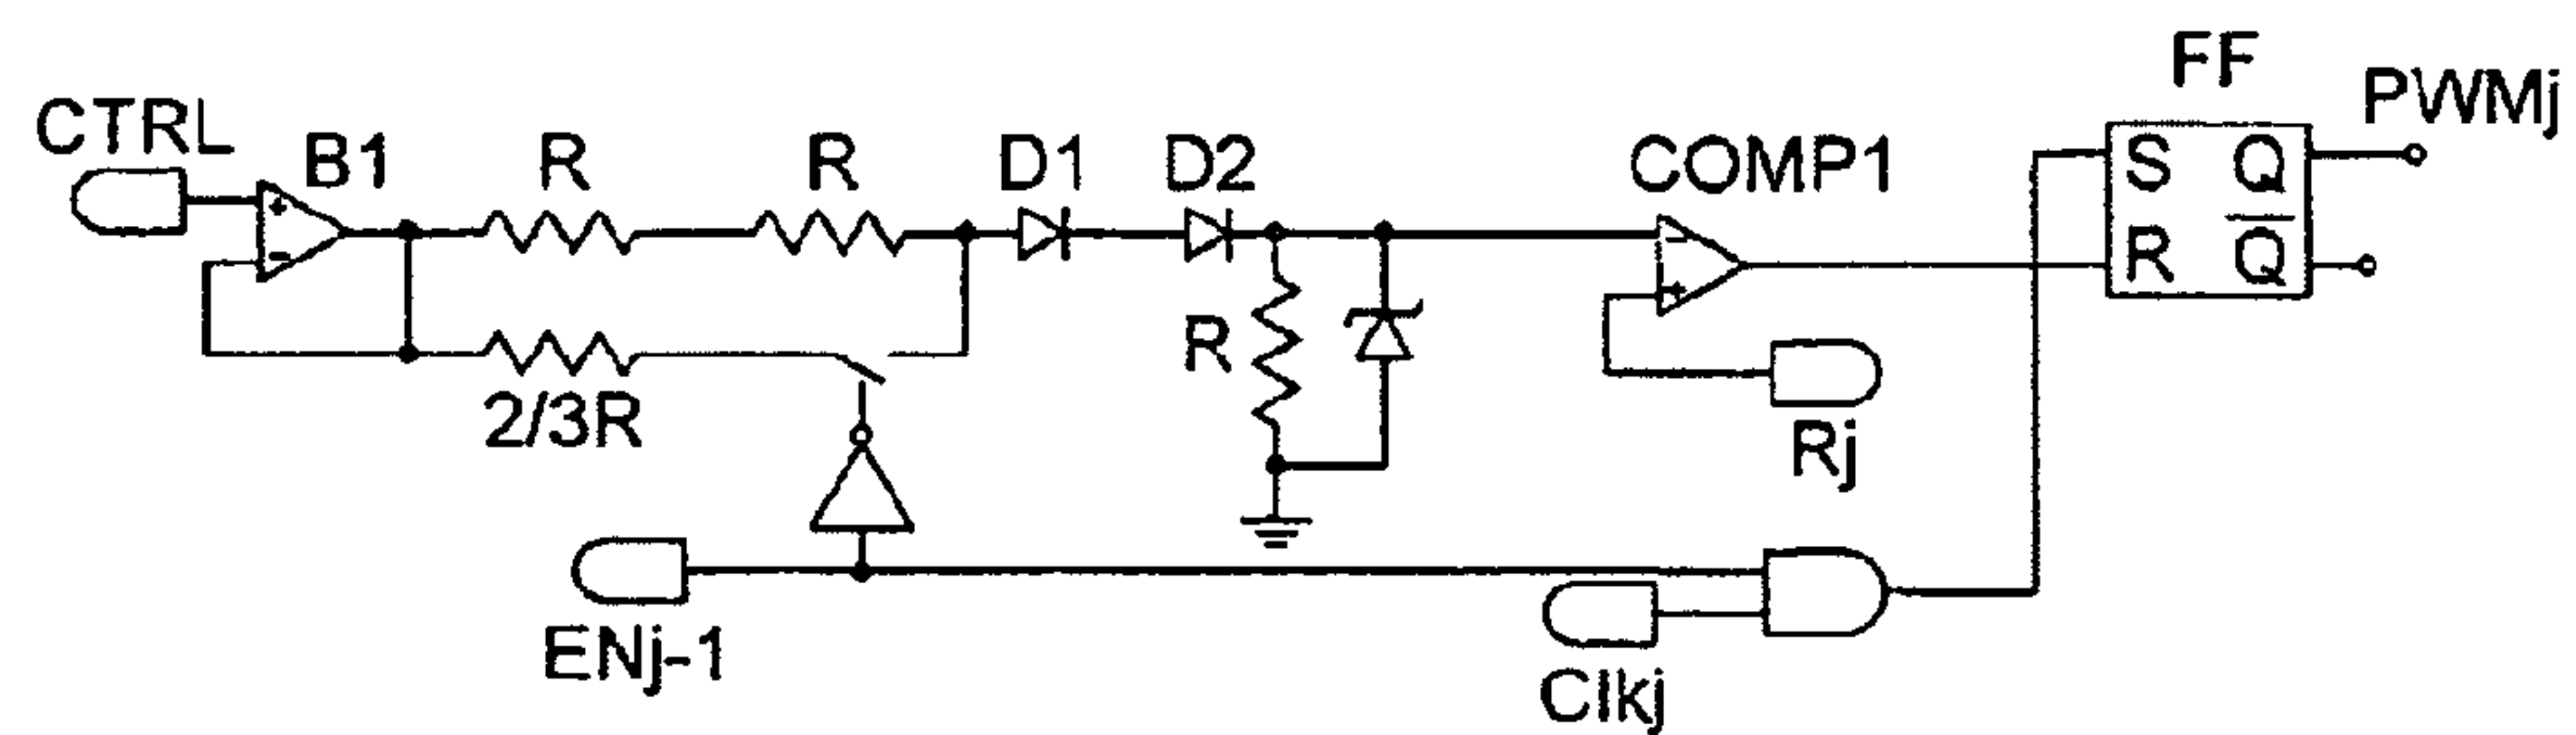 FF
CTRL
B1
R
R
D1
D2
COMP1
PWMj
+
-
-
+
S
Q
R
Q
R
2/3R
Rj
ENj-1
Clkj